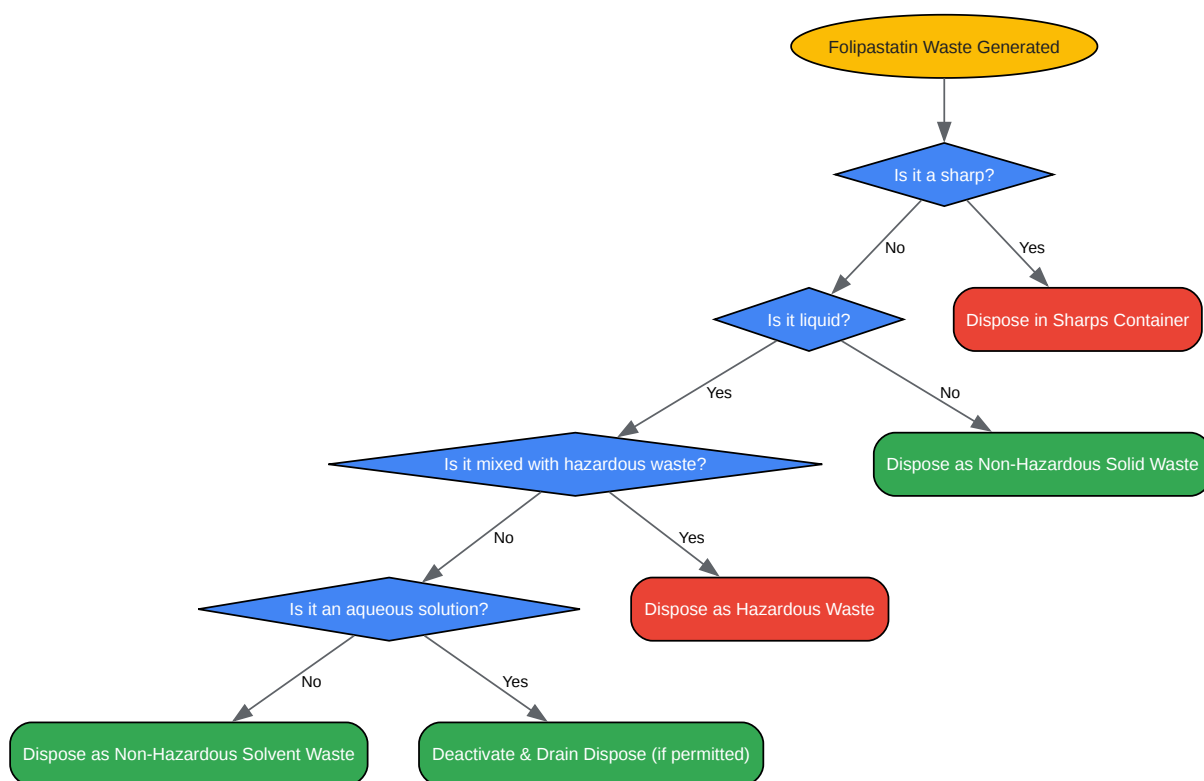 Folipastatin Waste Generated
Is it a sharp?
No
Yes
Is it liquid?
Dispose in Sharps Container
Yes
No
Is it mixed with hazardous waste?
Dispose as Non-Hazardous Solid Waste
No
Yes
Is it an aqueous solution?
Dispose as Hazardous Waste
No
Yes
Dispose as Non-Hazardous Solvent Waste
Deactivate & Drain Dispose (if permitted)